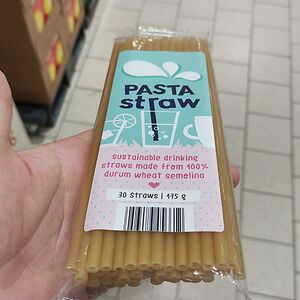 PASTA
straw
sustainable drinking
straws made from 100%
durum wheat semolina
30 straws | 115 g